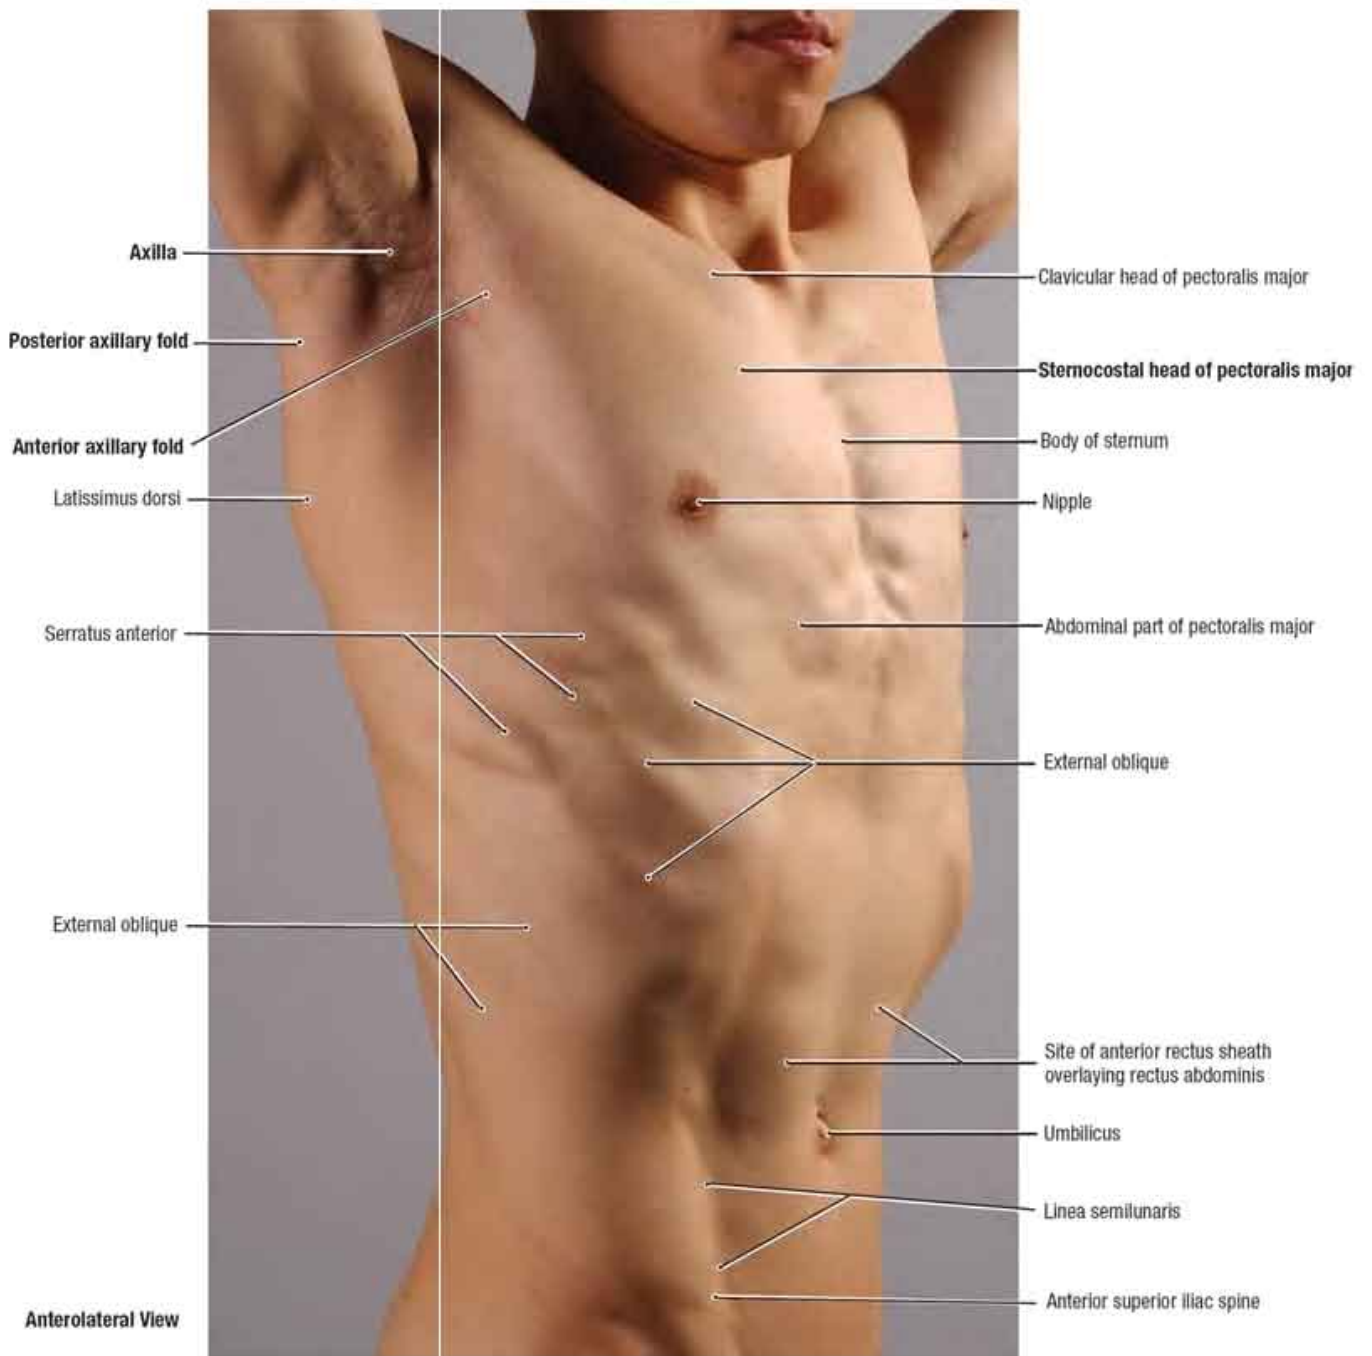 Axilla
Posterior axillary fold
Anterior axillary fold
Latissimus dorsi
Serratus anterior
External oblique
Anterolateral View
Clavicular head of pectoralis major
Sternocostal head of pectoralis major
Body of sternum
Nipple
Abdominal part of pectoralis major
External oblique
Site of anterior rectus sheath
overlaying rectus abdominis
Umbilicus
Linea semilunaris
Anterior superior iliac spine